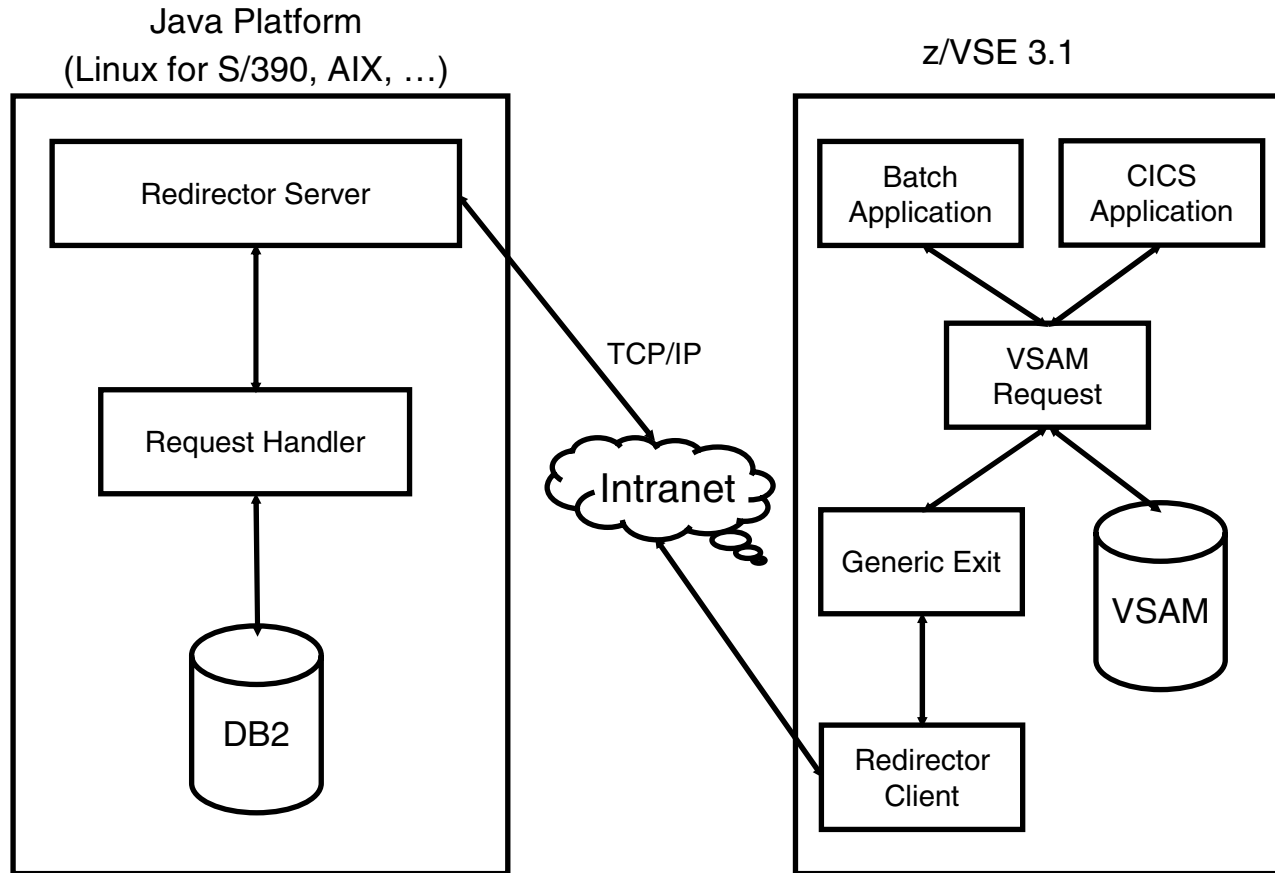 Java Platform
(Linux for S/390, AIX, …)
Redirector Server
Request Handler
DB2
TCP/IP
Intranet
z/VSE 3.1
Batch
Application
CICS
Application
VSAM
Request
Generic Exit
VSAM
Redirector
Client